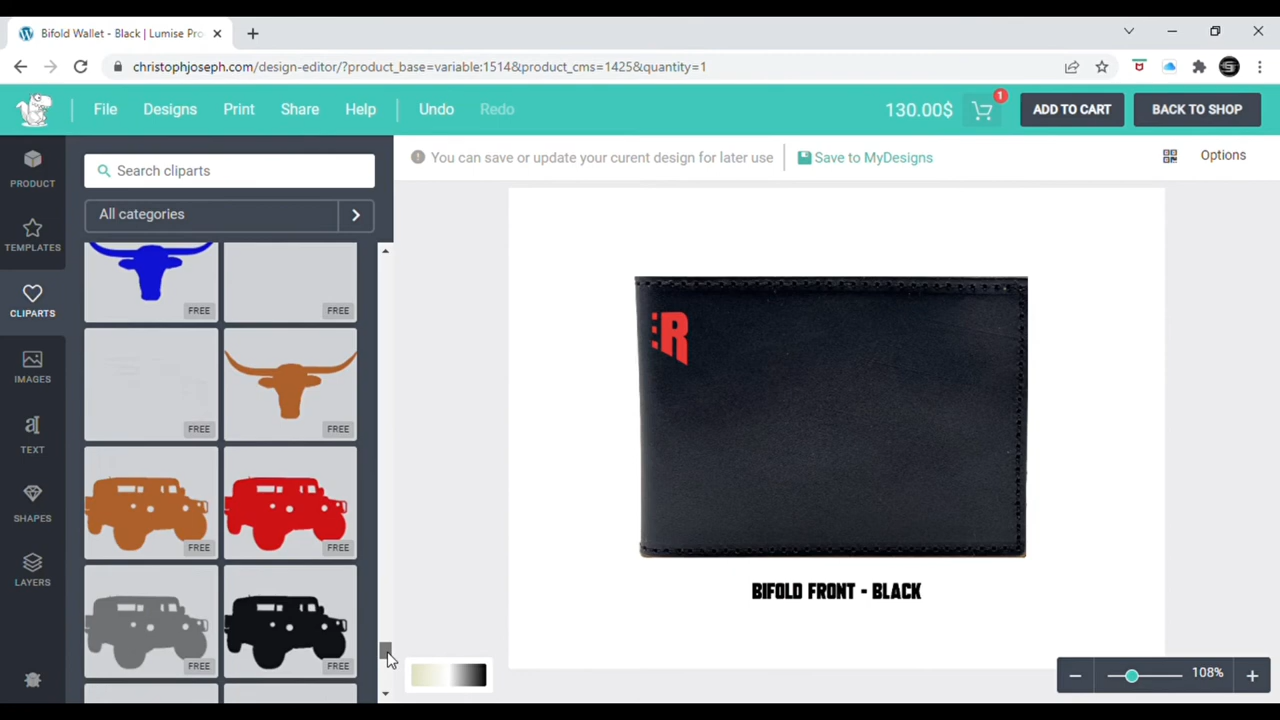 Bifold Wallet - Black | Lumise Pro
christophjoseph.com/design-editor/?product_base=variable:1514&product_cms=1425&quantity=1
File Designs Print Share Help Undo Redo 130.00$ 1 ADD TO CART BACK TO SHOP
PRODUCT
TEMPLATES
CLIPARTS
IMAGES
TEXT
SHAPES
LAYERS
Search cliparts
All categories
FREE FREE
FREE FREE
FREE FREE
FREE FREE
You can save or update your curent design for later use Save to MyDesigns Options
R
BIFOLD FRONT - BLACK
108%